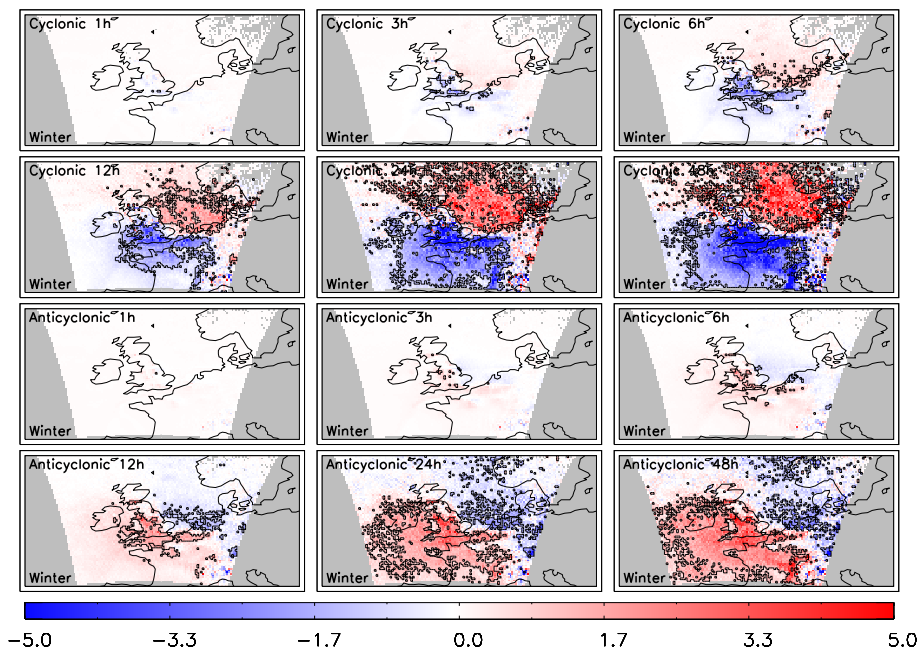 Cyclonic 1h
Winter
Cyclonic 3h
Winter
Cyclonic 6h
Winter
Cyclonic 12h
Winter
Cyclonic 24h
Winter
Cyclonic 48h
Winter
Anticyclonic 1h
Winter
Anticyclonic 3h
Winter
Anticyclonic 6h
Winter
Anticyclonic 12h
Winter
Anticyclonic 24h
Winter
Anticyclonic 48h
Winter
-5.0 -3.3 -1.7 0.0 1.7 3.3 5.0